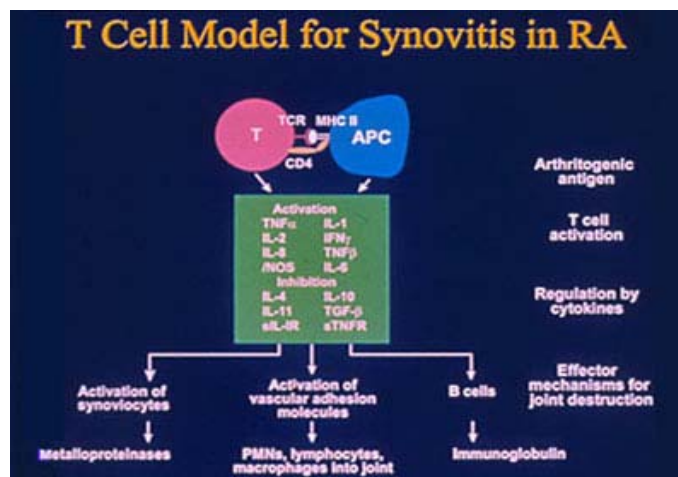 T Cell Model for Synovitis in RA
TCR MHC II
T
APC
CD4
Arthritogenic
antigen
T cell
activation
Regulation by
cytokines
Effector
mechanisms for
joint destruction
Activation
TNFα IL-1
IL-2 IFNγ
IL-8 TNFβ
iNOS IL-6
Inhibition
IL-4 IL-10
IL-11 TGF-β
sIL-IR sTNFR
Activation of
synoviocytes
Activation of
vascular adhesion
molecules
B cells
Metalloproteinases
PMNs, lymphocytes,
macrophages into joint
Immunoglobulin